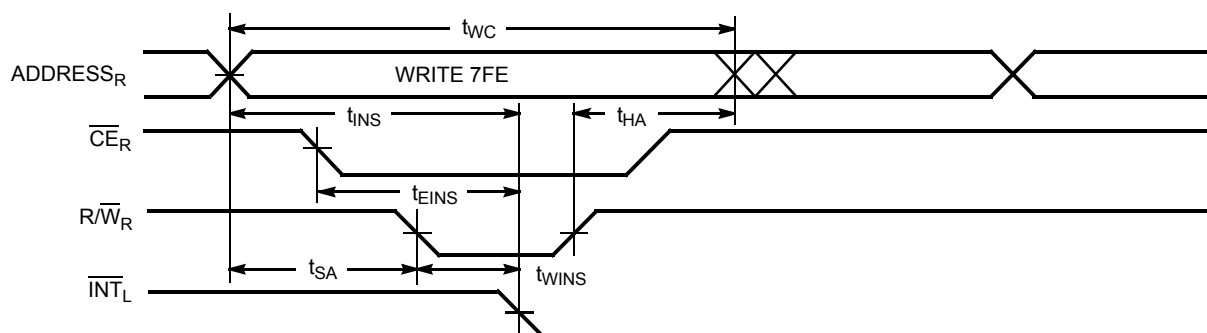 tWC
ADDRESSR WRITE 7FE
tINS tHA
CER
tEINS
R/WR
tSA tWINS
INTL